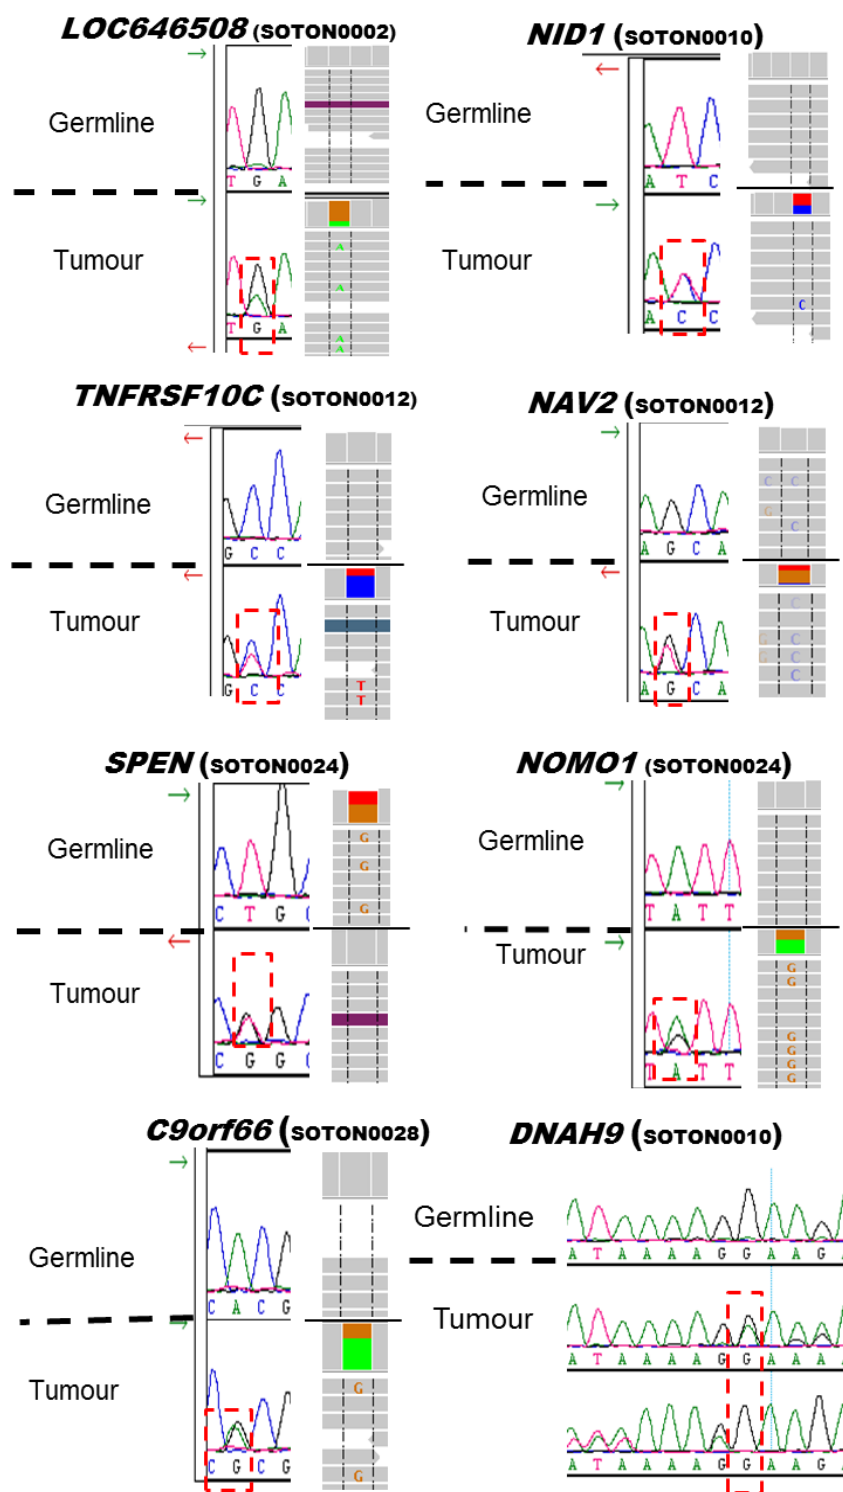 LOC646508 (SOTON0002)
Germline
T G A
Tumour
A
A
T G A
A
A
NID1 (SOTON0010)
Germline
A T C
Tumour
C
A C C
TNFRSF10C (SOTON0012)
Germline
G C C
Tumour
T
T
G C C
NAV2 (SOTON0012)
Germline
C C
G
C
A G C A
Tumour
C
G C
G C
C
A G C A
SPEN (SOTON0024)
Germline
G
G
G
C T G
Tumour
C G G
NOMO1 (SOTON0024)
Germline
T A T T
Tumour
G
G
G
G
G
G
T A T T
C9orf66 (SOTON0028)
Germline
C A C G
Tumour
G
C G C G
G
DNAH9 (SOTON0010)
Germline
A T A A A A G G A A G A
Tumour
A T A A A A G G A A A A
A T A A A A G G A A G A